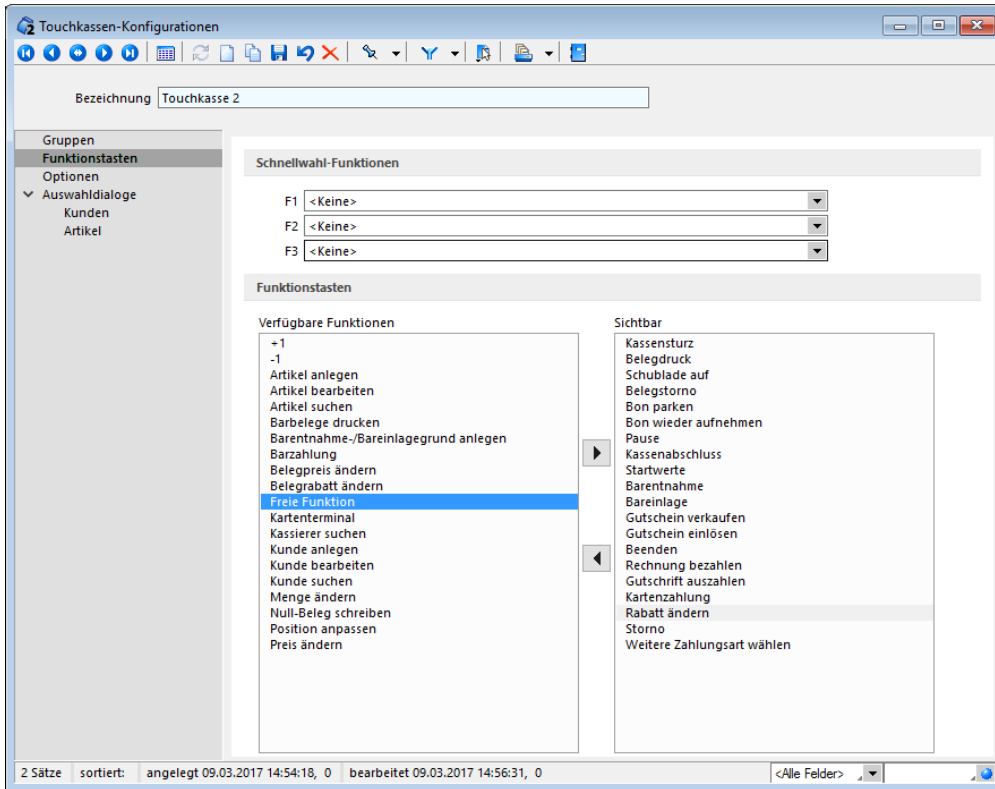 Touchkassen-Konfigurationen
Bezeichnung Touchkasse 2
Gruppen
Funktionstasten
Optionen
Auswahldialoge
Kunden
Artikel
Schnellwahl-Funktionen
F1 <Keine>
F2 <Keine>
F3 <Keine>
Funktionstasten
Verfügbare Funktionen
+1
-1
Artikel anlegen
Artikel bearbeiten
Artikel suchen
Barbelege drucken
Barentnahme-/Bareinlagegrund anlegen
Barzahlung
Belegpreis ändern
Belegrabatt ändern
Freie Funktion
Kartenterminal
Kassierer suchen
Kunde anlegen
Kunde bearbeiten
Kunde suchen
Menge ändern
Null-Beleg schreiben
Position anpassen
Preis ändern
Sichtbar
Kassensturz
Belegdruck
Schublade auf
Belegstorno
Bon parken
Bon wieder aufnehmen
Pause
Kassenabschluss
Startwerte
Barentnahme
Bareinlage
Gutschein verkaufen
Gutschein einlösen
Beenden
Rechnung bezahlen
Gutschrift auszahlen
Kartenzahlung
Rabatt ändern
Storno
Weitere Zahlungsart wählen
2 Sätze sortiert: angelegt 09.03.2017 14:54:18, 0 bearbeitet 09.03.2017 14:56:31, 0 <Alle Felder>